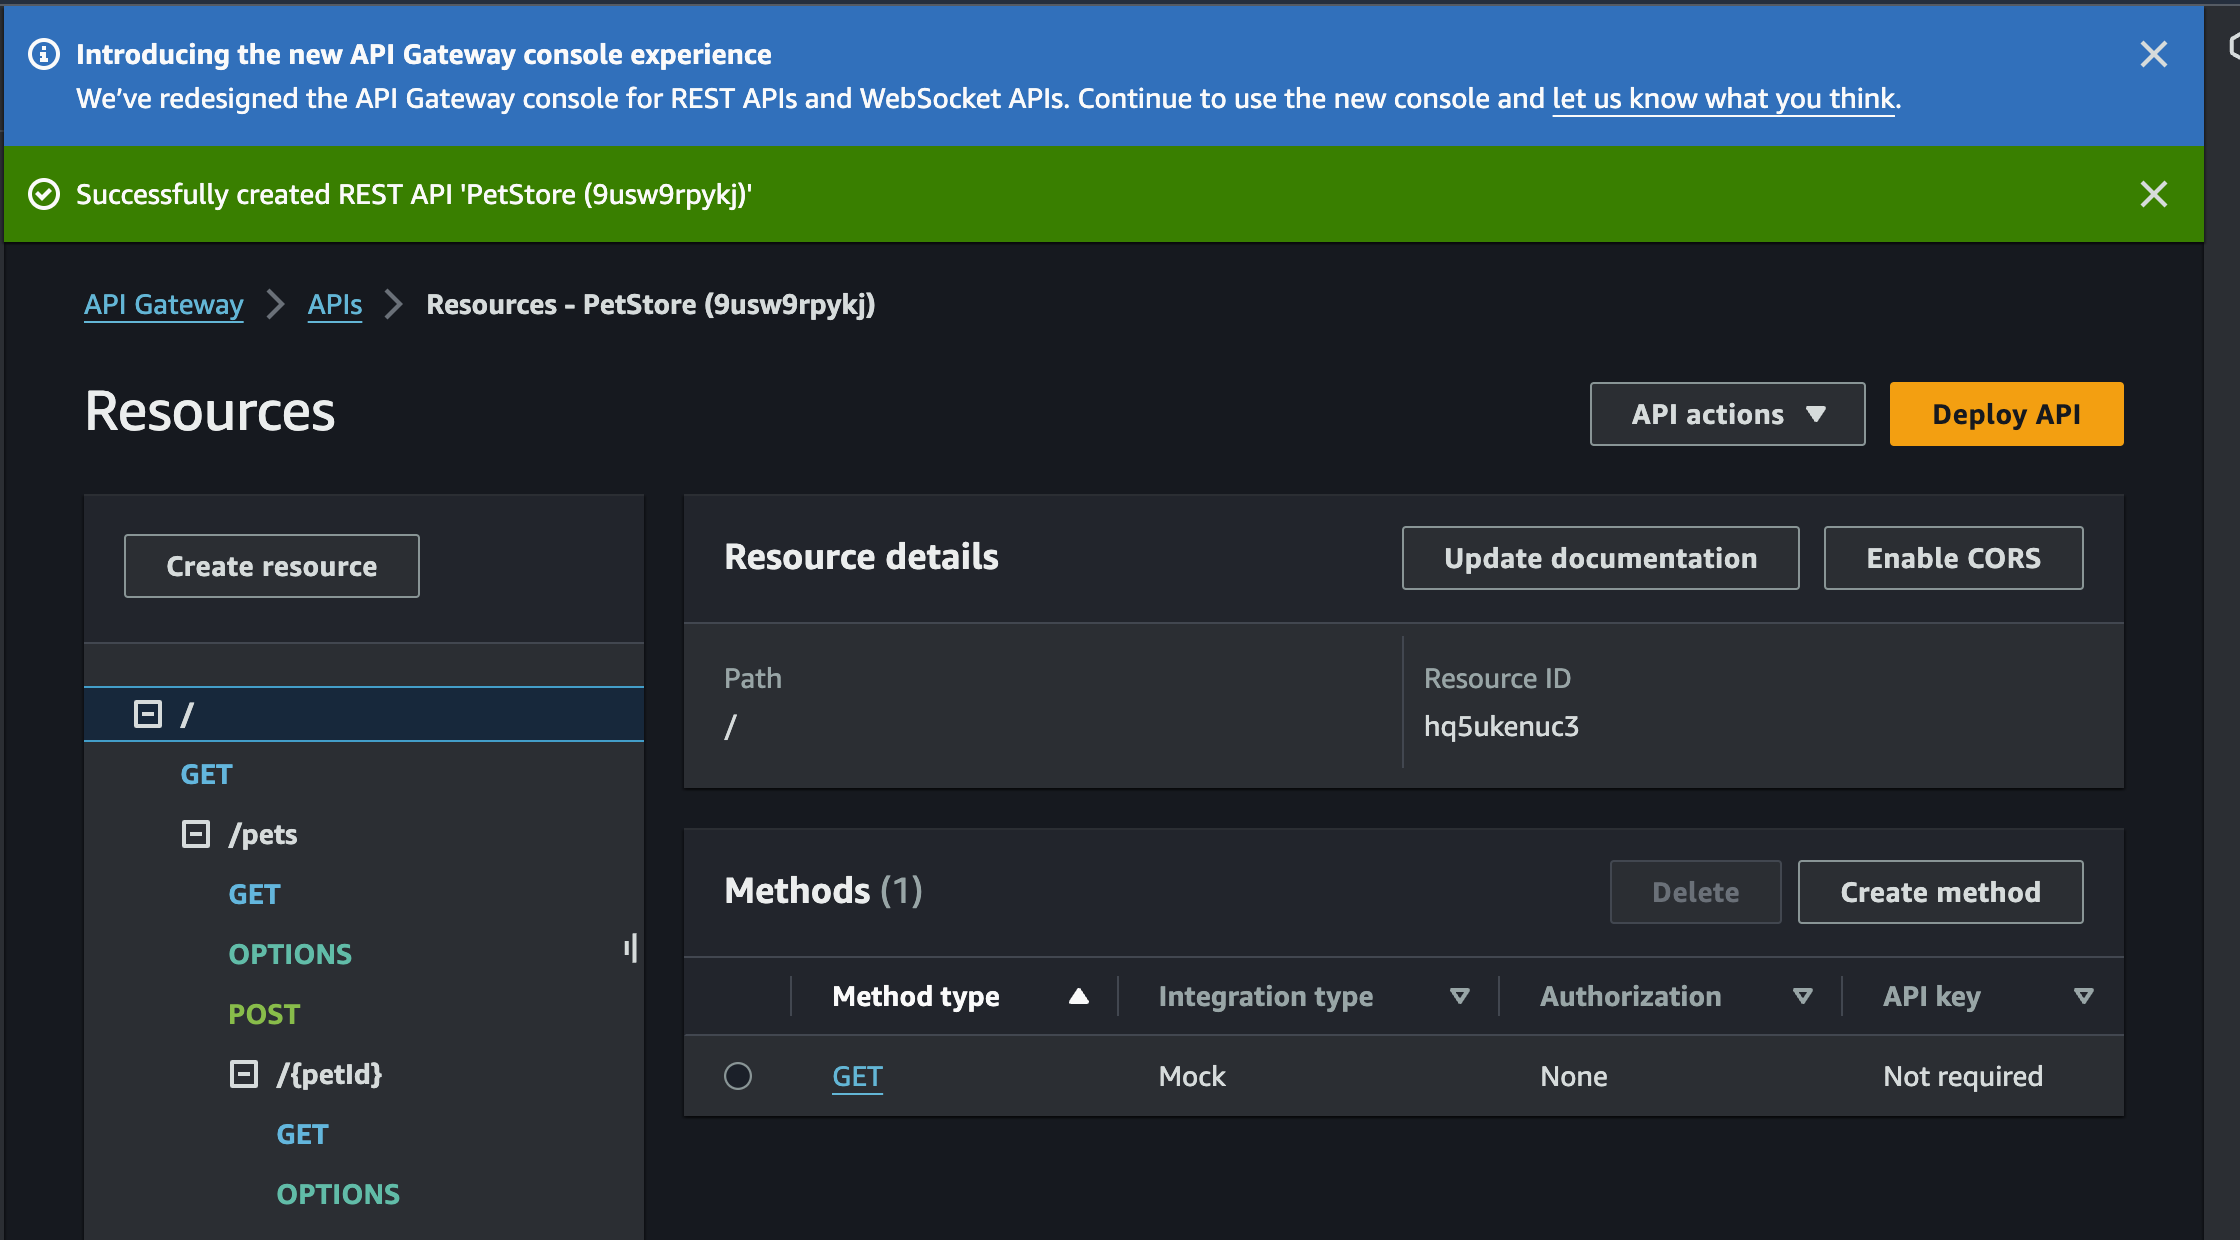 Introducing the new API Gateway console experience
We've redesigned the API Gateway console for REST APIs and WebSocket APIs. Continue to use the new console and let us know what you think.
Successfully created REST API 'PetStore (9usw9rpykj)'
API Gateway > APIs > Resources - PetStore (9usw9rpykj)
Resources
API actions
Deploy API
Create resource
/
GET
/pets
GET
OPTIONS
POST
/{petId}
GET
OPTIONS
Resource details
Update documentation
Enable CORS
Path
/
Resource ID
hq5ukenuc3
Methods (1)
Delete
Create method
Method type Integration type Authorization API key
GET Mock None Not required